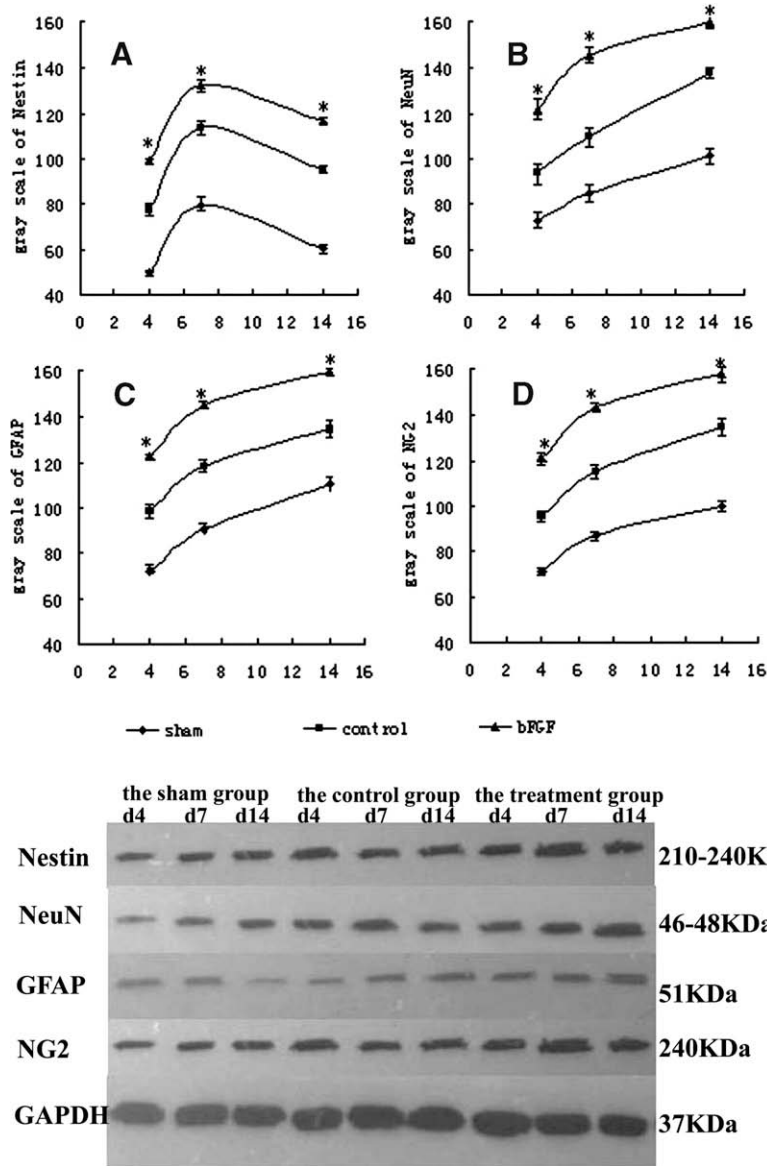 A
gray scale of Nestin
160
140
120
100
80
60
40
* * *
0 2 4 6 8 10 12 14 16
B
gray scale of NeuN
160
140
120
100
80
60
40
* * *
0 2 4 6 8 10 12 14 16
C
gray scale of GFAP
160
140
120
100
80
60
40
* * *
0 2 4 6 8 10 12 14 16
D
gray scale of NG2
160
140
120
100
80
60
40
* * *
0 2 4 6 8 10 12 14 16
sham control bFGF
the sham group the control group the treatment group
d4 d7 d14 d4 d7 d14 d4 d7 d14
Nestin 210-240K
NeuN 46-48KDa
GFAP 51KDa
NG2 240KDa
GAPDH 37KDa